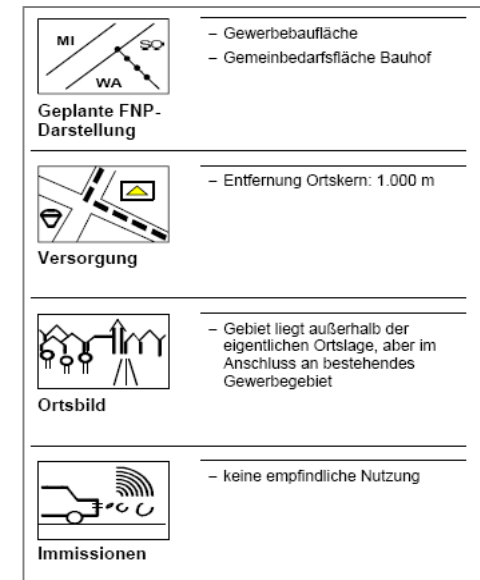 MI
SO
WA
Geplante FNP-
Darstellung
– Gewerbebaufläche
– Gemeinbedarfsfläche Bauhof
Versorgung
– Entfernung Ortskern: 1.000 m
Ortsbild
– Gebiet liegt außerhalb der
eigentlichen Ortslage, aber im
Anschluss an bestehendes
Gewerbegebiet
Immissionen
– keine empfindliche Nutzung